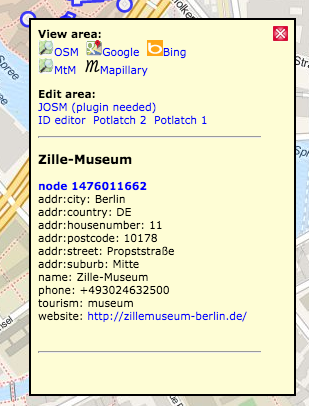 View area:
OSM Google Bing
MtM Mapillary
Edit area:
JOSM (plugin needed)
ID editor Potlatch 2 Potlatch 1
Zille-Museum
node 1476011662
addr:city: Berlin
addr:country: DE
addr:housenumber: 11
addr:postcode: 10178
addr:street: Propststraße
addr:suburb: Mitte
name: Zille-Museum
phone: +493024632500
tourism: museum
website: http://zillemuseum-berlin.de/
Spree